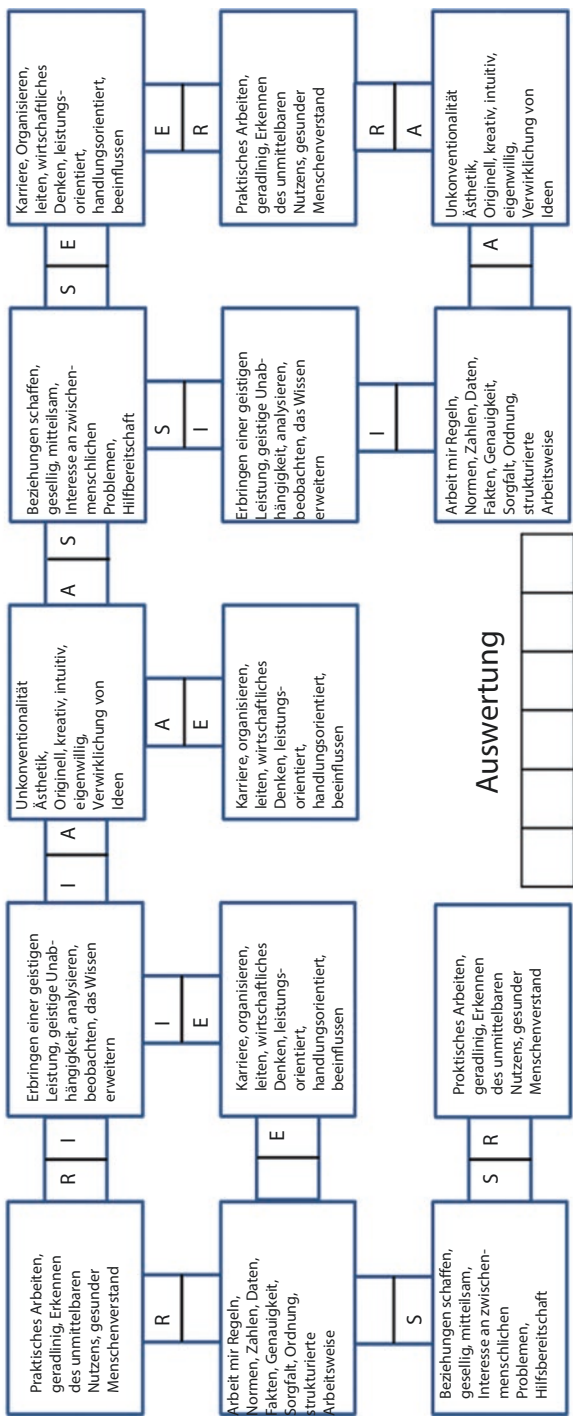 Praktisches Arbeiten,
geradlinig, Erkennen
des unmittelbaren
Nutzens, gesunder
Menschenverstand
R I
Erbringen einer geistigen
Leistung, geistige Unab-
hängigkeit, analysieren,
beobachten, das Wissen
erweitern
I A
Unkonventionalität
Ästhetik,
Originell, kreativ, intuitiv,
eigenwillig,
Verwirklichung von
Ideen
A S
Beziehungen schaffen,
gesellig, mitteilsam,
Interesse an zwischen-
menschlichen
Problemen,
Hilfbereitschaft
S E
Karriere, Organisieren,
leiten, wirtschaftliches
Denken, leistungs-
orientiert,
handlungsorientiert,
beeinflussen
R
I
E
A
E
S
I
E
R
Arbeit mir Regeln,
Normen, Zahlen, Daten,
Fakten, Genauigkeit,
Sorgfalt, Ordnung,
strukturierte
Arbeitsweise
E
Karriere, organisieren,
leiten, wirtschaftliches
Denken, leistungs-
orientiert,
handlungsorientiert,
beeinflussen
Karriere, organisieren,
leiten, wirtschaftliches
Denken, leistungs-
orientiert,
handlungsorientiert,
beeinflussen
Erbringen einer geistigen
Leistung, geistige Unab-
hängigkeit, analysieren,
beobachten, das Wissen
erweitern
Praktisches Arbeiten,
geradlinig, Erkennen
des unmittelbaren
Nutzens, gesunder
Menschenverstand
S
I
R
A
Beziehungen schaffen,
gesellig, mitteilsam,
Interesse an zwischen-
menschlichen
Problemen,
Hilfsbereitschaft
S R
Proktisches Arbeiten,
geradlinig, Erkennen
des unmittelbaren
Nutzens, gesunder
Menschenverstand
Auswertung
Arbeit mir Regeln,
Normen, Zahlen, Daten,
Fakten, Genauigkeit,
Sorgfalt, Ordnung,
strukturierte
Arbeitsweise
A
Unkonventionalität
Ästhetik
Originell, kreativ, intuitiv,
eigenwillig,
Verwirklichung von
Ideen